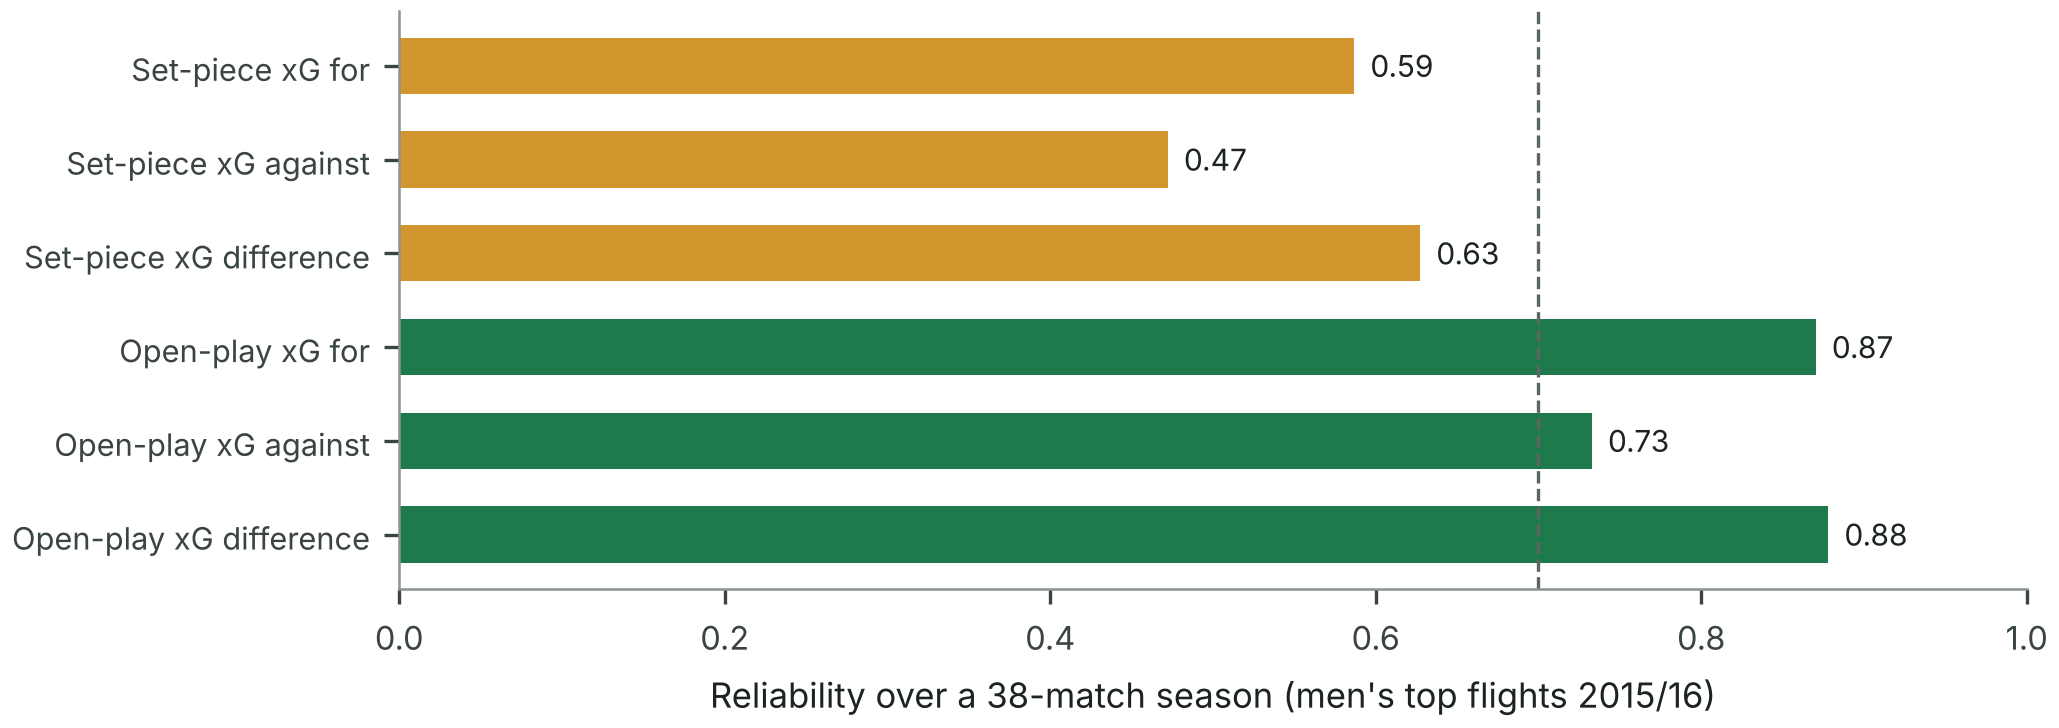 Set-piece xG for 0.59
Set-piece xG against 0.47
Set-piece xG difference 0.63
Open-play xG for 0.87
Open-play xG against 0.73
Open-play xG difference 0.88
0.0 0.2 0.4 0.6 0.8 1.0
Reliability over a 38-match season (men's top flights 2015/16)